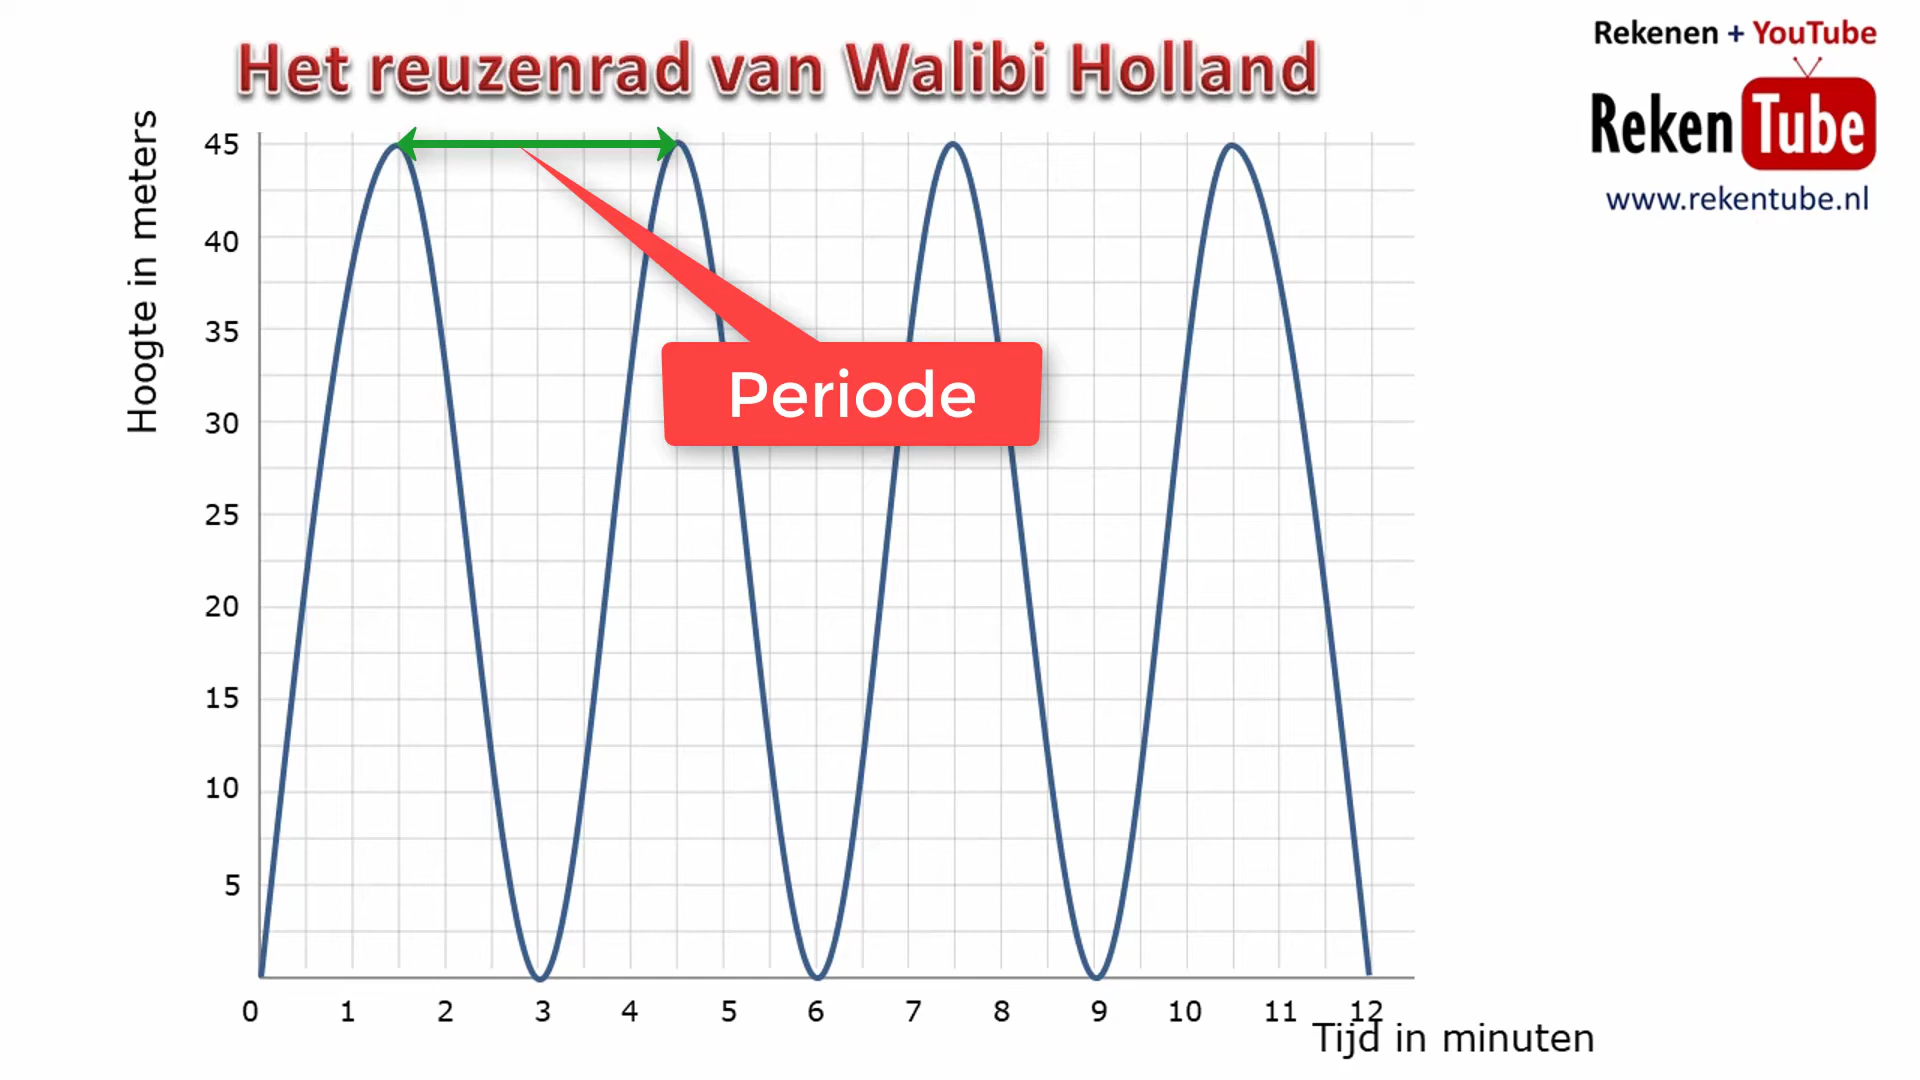 Het reuzenrad van Walibi Holland
Rekenen + YouTube
Reken Tube
www.rekentube.nl
Hoogte in meters
45
40
35
30
25
20
15
10
5
Periode
0 1 2 3 4 5 6 7 8 9 10 11 12
Tijd in minuten